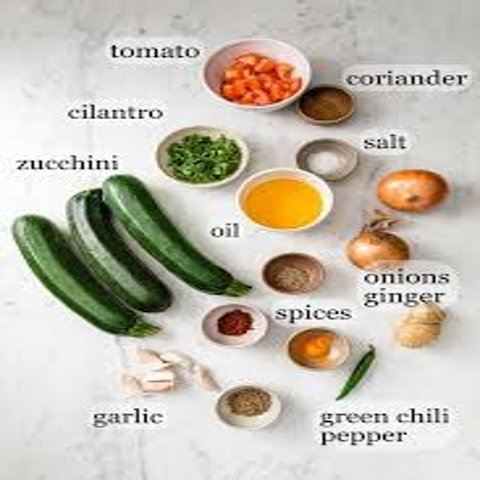 tomato
coriander
cilantro
salt
zucchini
oil
onions
ginger
spices
garlic
green chili
pepper